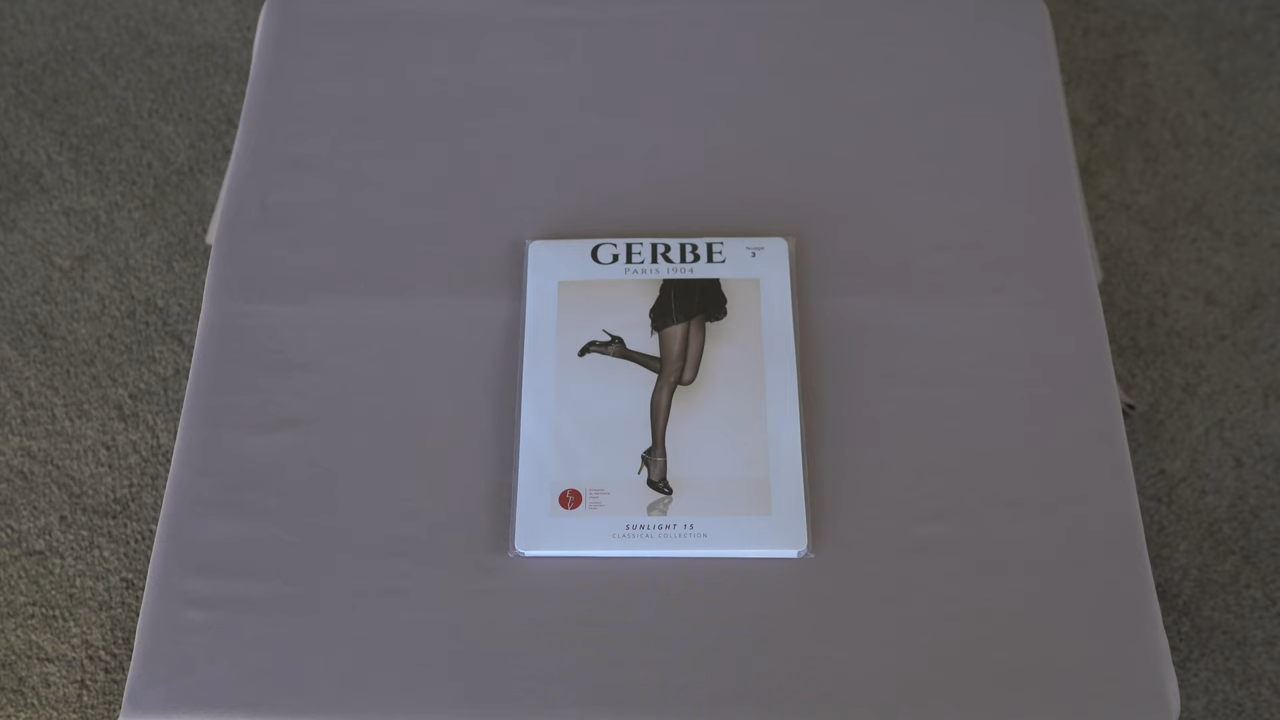 GERBE
3
PARIS 1904
SUNLIGHT 15
CLASSICAL COLLECTION